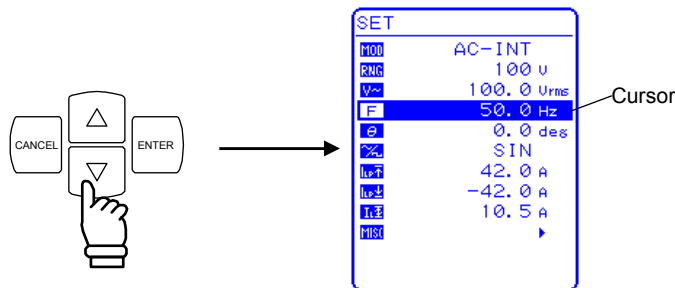 CANCEL
△
▽
ENTER
SET
MOD AC-INT
RNG 100 V
V~ 100.0 Vrms
F 50.0 Hz
θ 0.0 deg
SIN
42.0 A
-42.0 A
10.5 A
MISC ▶
Cursor